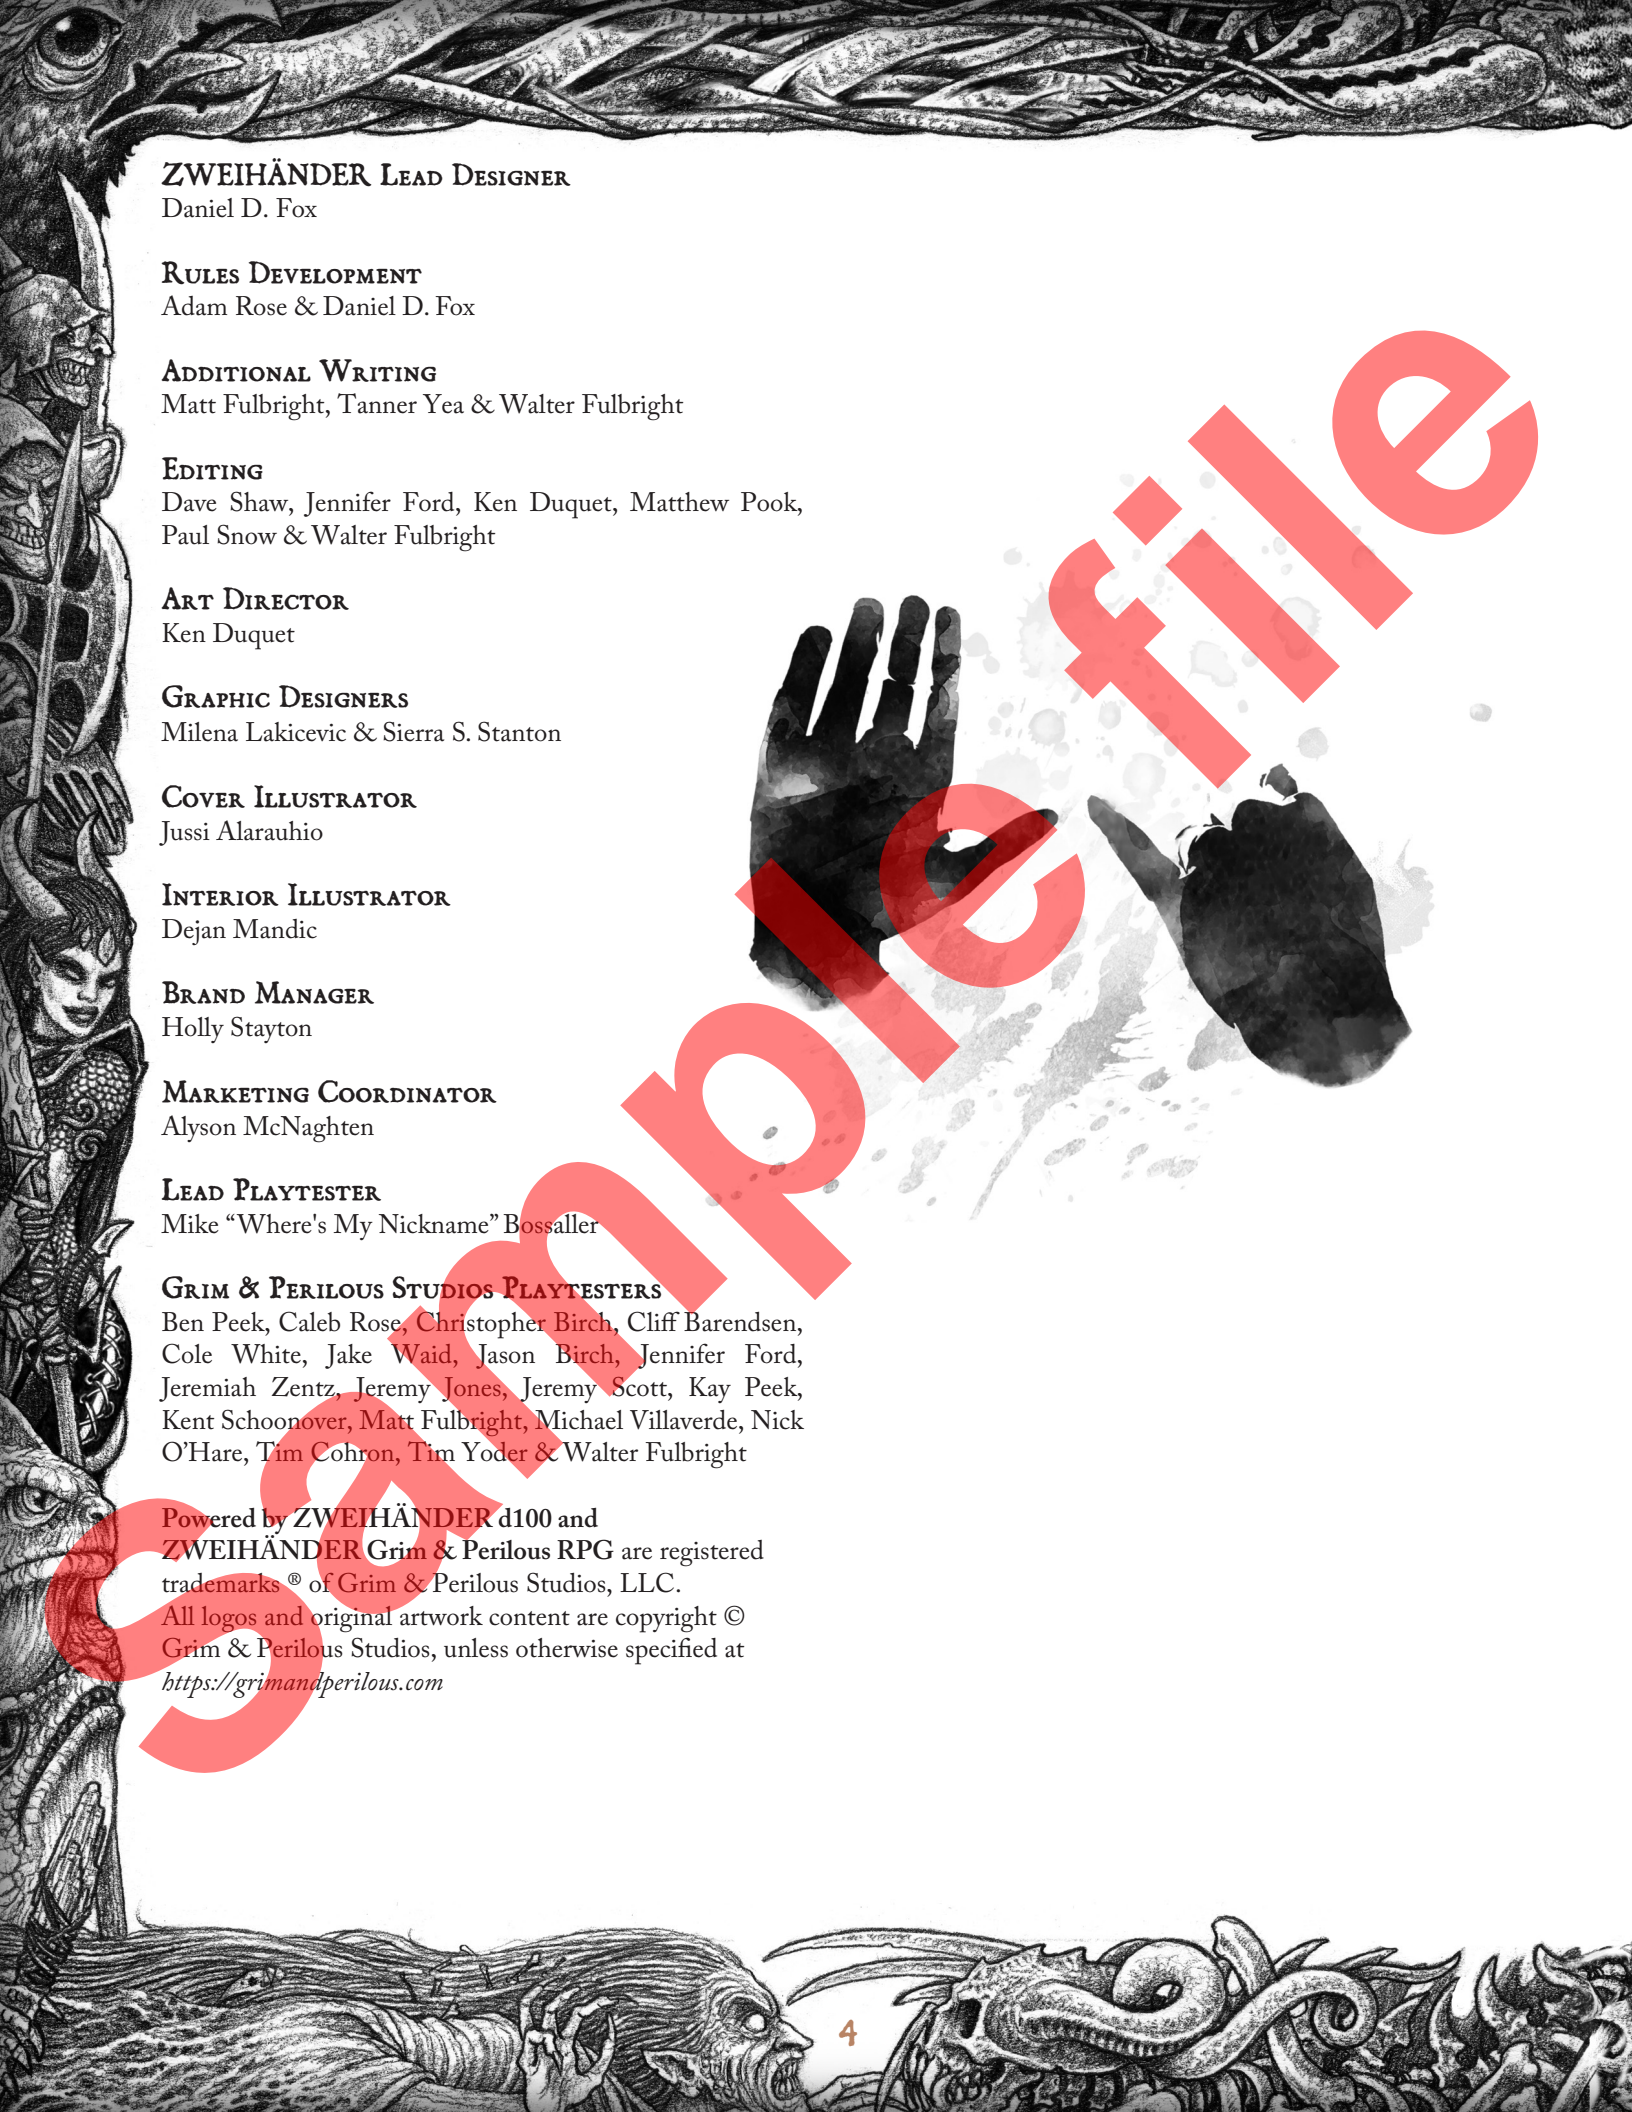 ZWEIHÄNDER Lead Designer
Daniel D. Fox
Rules Development
Adam Rose & Daniel D. Fox
Additional Writing
Matt Fulbright, Tanner Yea & Walter Fulbright
Editing
Dave Shaw, Jennifer Ford, Ken Duquet, Matthew Pook,
Paul Snow & Walter Fulbright
Art Director
Ken Duquet
Graphic Designers
Milena Lakicevic & Sierra S. Stanton
Cover Illustrator
Jussi Alarauhio
Interior Illustrator
Dejan Mandic
Brand Manager
Holly Stayton
Marketing Coordinator
Alyson McNaghten
Lead Playtester
Mike “Where's My Nickname” Bossaller
Grim & Perilous Studios Playtesters
Ben Peek, Caleb Rose, Christopher Birch, Cliff Barendsen,
Cole White, Jake Waid, Jason Birch, Jennifer Ford,
Jeremiah Zentz, Jeremy Jones, Jeremy Scott, Kay Peek,
Kent Schoonover, Matt Fulbright, Michael Villaverde, Nick
O’Hare, Tim Cohron, Tim Yoder & Walter Fulbright
Powered by ZWEIHÄNDER d100 and
ZWEIHÄNDER Grim & Perilous RPG are registered
trademarks ® of Grim & Perilous Studios, LLC.
All logos and original artwork content are copyright ©
Grim & Perilous Studios, unless otherwise specified at
https://grimandperilous.com
Sample file
4